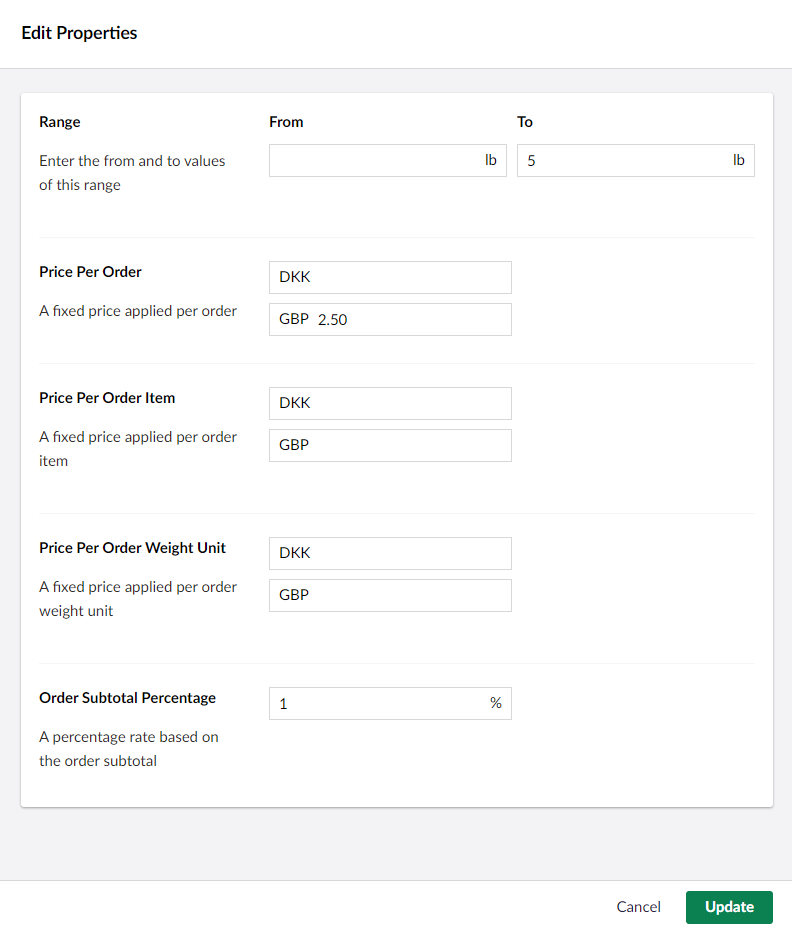 Edit Properties
Range
From
To
Enter the from and to values
of this range
lb
5 lb
Price Per Order
A fixed price applied per order
DKK
GBP 2.50
Price Per Order Item
A fixed price applied per order
item
DKK
GBP
Price Per Order Weight Unit
A fixed price applied per order
weight unit
DKK
GBP
Order Subtotal Percentage
A percentage rate based on
the order subtotal
1 %
Cancel
Update